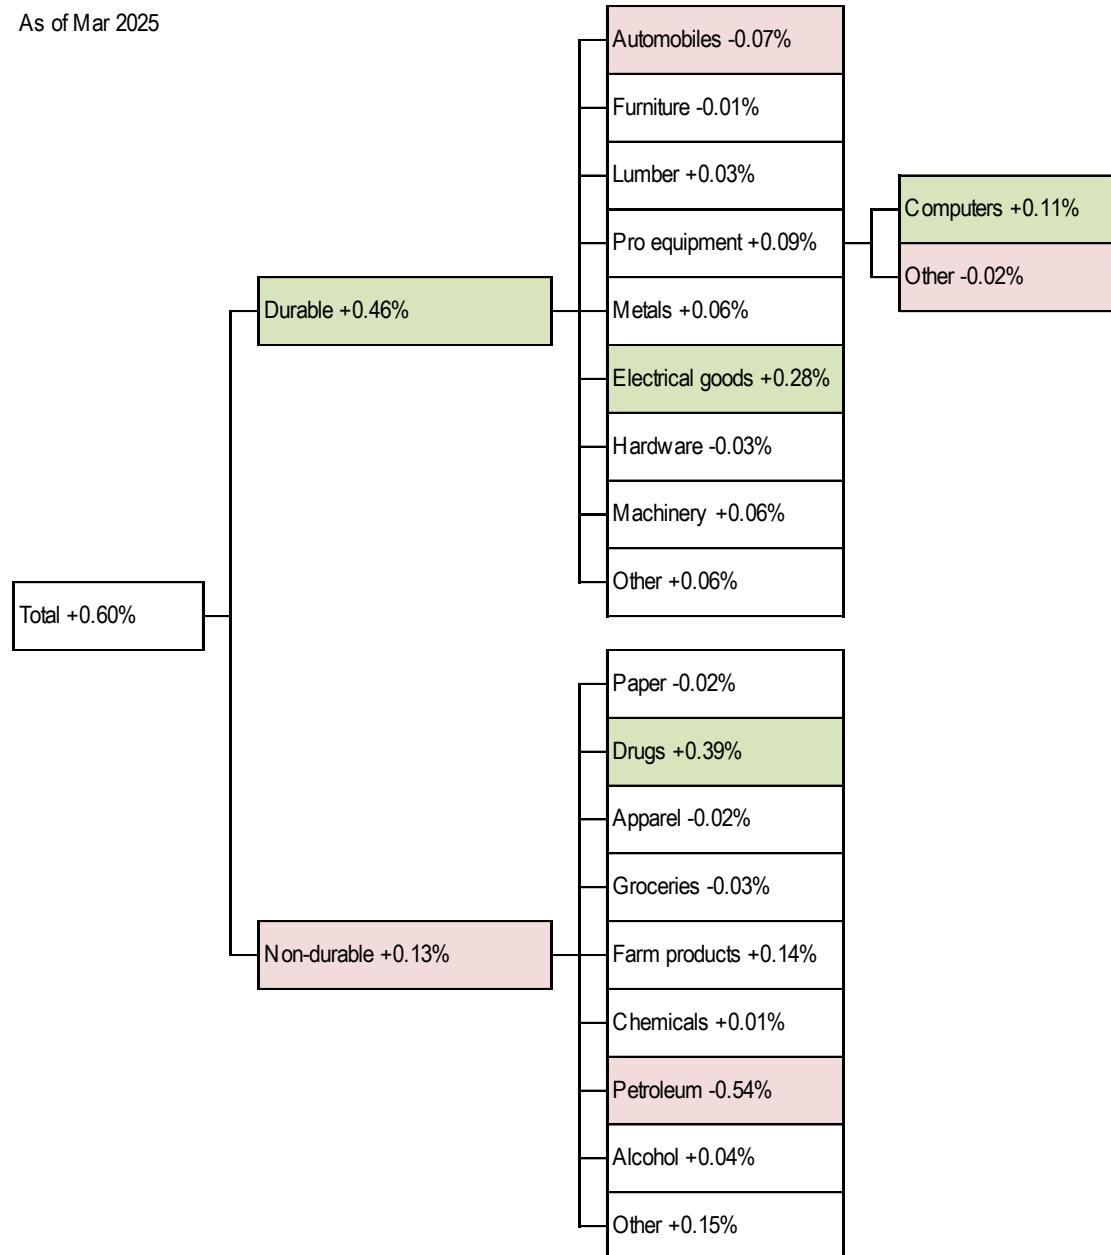 As of Mar 2025
Automobiles -0.07%
Furniture -0.01%
Lumber +0.03%
Pro equipment +0.09%
Computers +0.11%
Other -0.02%
Durable +0.46%
Metals +0.06%
Electrical goods +0.28%
Hardware -0.03%
Machinery +0.06%
Other +0.06%
Total +0.60%
Paper -0.02%
Drugs +0.39%
Apparel -0.02%
Groceries -0.03%
Non-durable +0.13%
Farm products +0.14%
Chemicals +0.01%
Petroleum -0.54%
Alcohol +0.04%
Other +0.15%